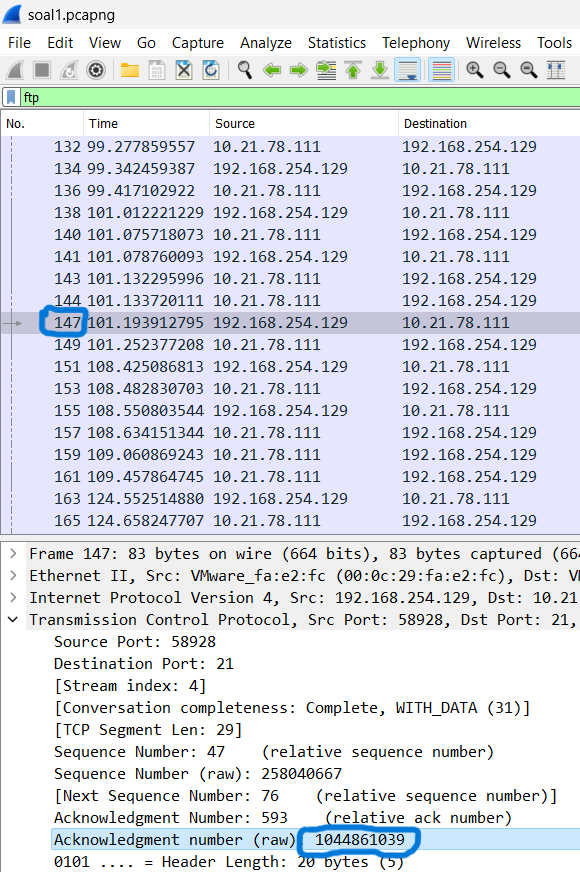 soal1.pcapng
File Edit View Go Capture Analyze Statistics Telephony Wireless Tools
ftp
No. Time Source Destination
132 99.277859557 10.21.78.111 192.168.254.129
134 99.342459387 192.168.254.129 10.21.78.111
136 99.417102922 10.21.78.111 192.168.254.129
138 101.012221229 192.168.254.129 10.21.78.111
140 101.075718073 10.21.78.111 192.168.254.129
141 101.078760093 192.168.254.129 10.21.78.111
143 101.132295996 10.21.78.111 192.168.254.129
144 101.133720111 10.21.78.111 192.168.254.129
147 101.193912795 192.168.254.129 10.21.78.111
149 101.252377208 10.21.78.111 192.168.254.129
151 108.425086813 192.168.254.129 10.21.78.111
153 108.482830703 10.21.78.111 192.168.254.129
155 108.550803544 192.168.254.129 10.21.78.111
157 108.634151344 10.21.78.111 192.168.254.129
159 109.060869243 10.21.78.111 192.168.254.129
161 109.457864745 10.21.78.111 192.168.254.129
163 124.552514880 192.168.254.129 10.21.78.111
165 124.658247707 10.21.78.111 192.168.254.129
Frame 147: 83 bytes on wire (664 bits), 83 bytes captured (664
Ethernet II, Src: VMware_fa:e2:fc (00:0c:29:fa:e2:fc), Dst: VM
Internet Protocol Version 4, Src: 192.168.254.129, Dst: 10.21
Transmission Control Protocol, Src Port: 58928, Dst Port: 21,
Source Port: 58928
Destination Port: 21
[Stream index: 4]
[Conversation completeness: Complete, WITH_DATA (31)]
[TCP Segment Len: 29]
Sequence Number: 47 (relative sequence number)
Sequence Number (raw): 258040667
[Next Sequence Number: 76 (relative sequence number)]
Acknowledgment Number: 593 (relative ack number)
Acknowledgment number (raw): 1044861039
0101 .... = Header Length: 20 bytes (5)